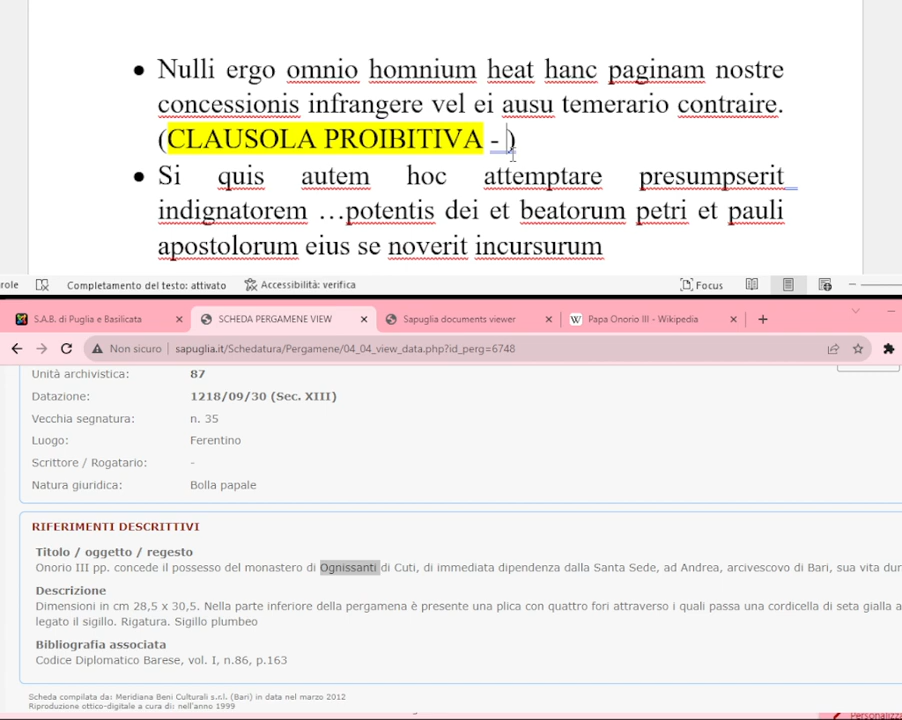 • Nulli ergo omnio homnium heat hanc paginam nostre
concessionis infrangere vel ei ausu temerario contraire.
(CLAUSOLA PROIBITIVA - )
• Si quis autem hoc attemptare presumpserit
indignatorem …potentis dei et beatorum petri et pauli
apostolorum eius se noverit incursurum
role Completamento del testo: attivato Accessibilità: verifica Focus
S.A.B. di Puglia e Basilicata SCHEDA PERGAMENE VIEW Sapuglia documents viewer Papa Onorio III - Wikipedia
Non sicuro sapuglia.it/Schedatura/Pergamene/04_04_view_data.php?id_perg=6748
Unità archivistica: 87
Datazione: 1218/09/30 (Sec. XIII)
Vecchia segnatura: n. 35
Luogo: Ferentino
Scrittore / Rogatario: -
Natura giuridica: Bolla papale
RIFERIMENTI DESCRITTIVI
Titolo / oggetto / regesto
Onorio III pp. concede il possesso del monastero di Ognissanti di Cuti, di immediata dipendenza dalla Santa Sede, ad Andrea, arcivescovo di Bari, sua vita dur
Descrizione
Dimensioni in cm 28,5 x 30,5. Nella parte inferiore della pergamena è presente una plica con quattro fori attraverso i quali passa una cordicella di seta gialla a
legato il sigillo. Rigatura. Sigillo plumbeo
Bibliografia associata
Codice Diplomatico Barese, vol. I, n.86, p.163
Scheda compilata da: Meridiana Beni Culturali s.c.r.l. (Bari) in data nel marzo 2012
Riproduzione ottico-digitale a cura di: nell'anno 1999
Personalizza